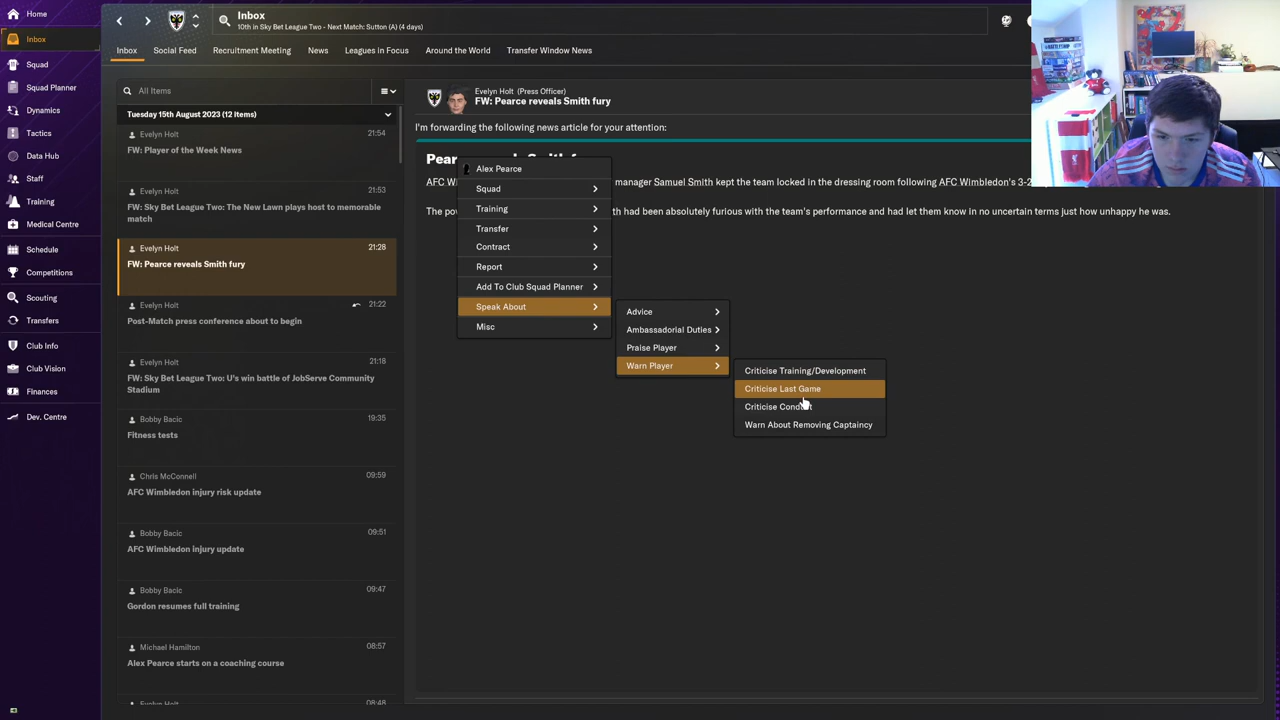 Home
Inbox
Squad
Squad Planner
Dynamics
Tactics
Data Hub
Staff
Training
Medical Centre
Schedule
Competitions
Scouting
Transfers
Club Info
Club Vision
Finances
Dev. Centre
Inbox
10th in Sky Bet League Two - Next Match: Sutton (A) (4 days)
Inbox
Social Feed
Recruitment Meeting
News
Leagues in Focus
Around the World
Transfer Window News
All Items
Tuesday 15th August 2023 (12 items)
Evelyn Holt
21:54
FW: Player of the Week News
Evelyn Holt
21:53
FW: Sky Bet League Two: The New Lawn plays host to memorable
match
Evelyn Holt
21:28
FW: Pearce reveals Smith fury
Evelyn Holt
21:22
Post-Match press conference about to begin
Evelyn Holt
21:18
FW: Sky Bet League Two: U's win battle of JobServe Community
Stadium
Bobby Bacic
19:35
Fitness tests
Chris McConnell
09:59
AFC Wimbledon injury risk update
Bobby Bacic
09:51
AFC Wimbledon injury update
Bobby Bacic
09:47
Gordon resumes full training
Michael Hamilton
08:57
Alex Pearce starts on a coaching course
Evelyn Holt
08:48
Evelyn Holt (Press Officer)
FW: Pearce reveals Smith fury
I'm forwarding the following news article for your attention:
AFC Wi
manager Samuel Smith kept the team locked in the dressing room following AFC Wimbledon's 3-2
The pow
th had been absolutely furious with the team's performance and had let them know in no uncertain terms just how unhappy he was.
Alex Pearce
Squad
Training
Transfer
Contract
Report
Add To Club Squad Planner
Speak About
Misc
Advice
Ambassadorial Duties
Praise Player
Warn Player
Criticise Training/Development
Criticise Last Game
Criticise Conduct
Warn About Removing Captaincy